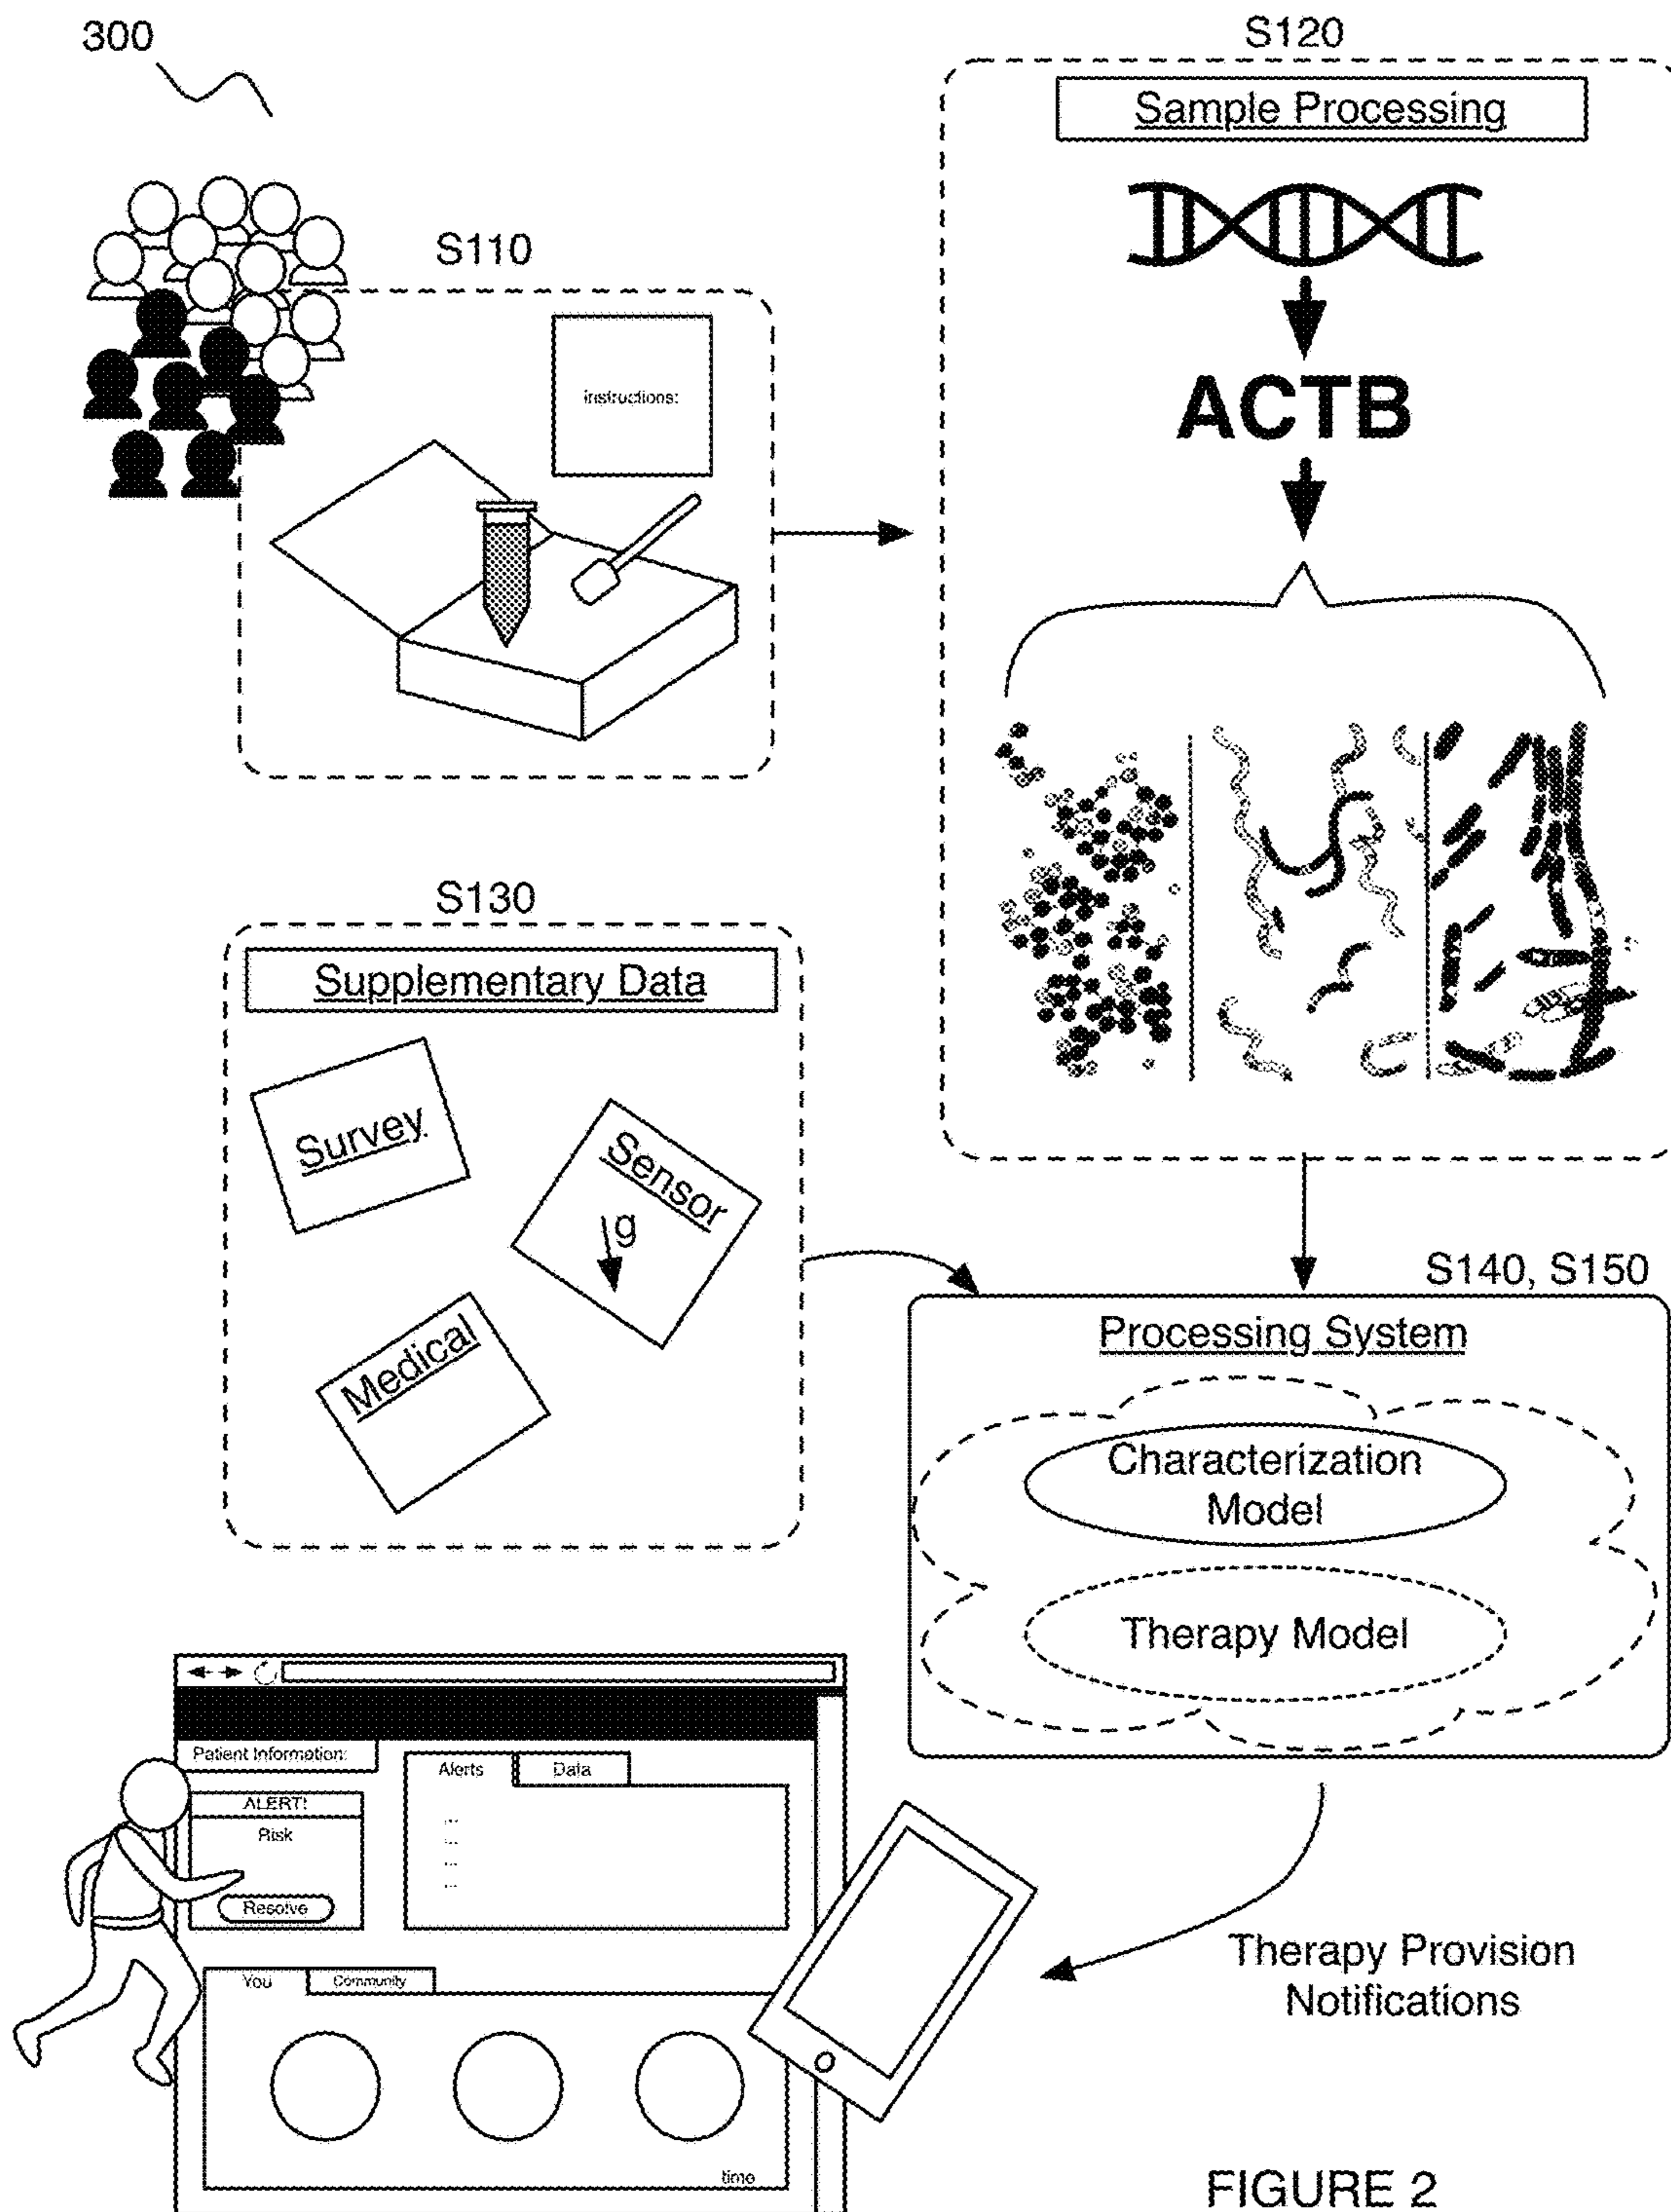 300
S110
instructions:
S120
Sample Processing
ACTB
S130
Supplementary Data
Survey
Sensor
g
Medical
S140, S150
Processing System
Characterization
Model
Therapy Model
Therapy Provision
Notifications
Patient Information:
ALERT!
Risk
Resolve
Alerts
Data
...
...
...
...
You
Community
time
FIGURE 2